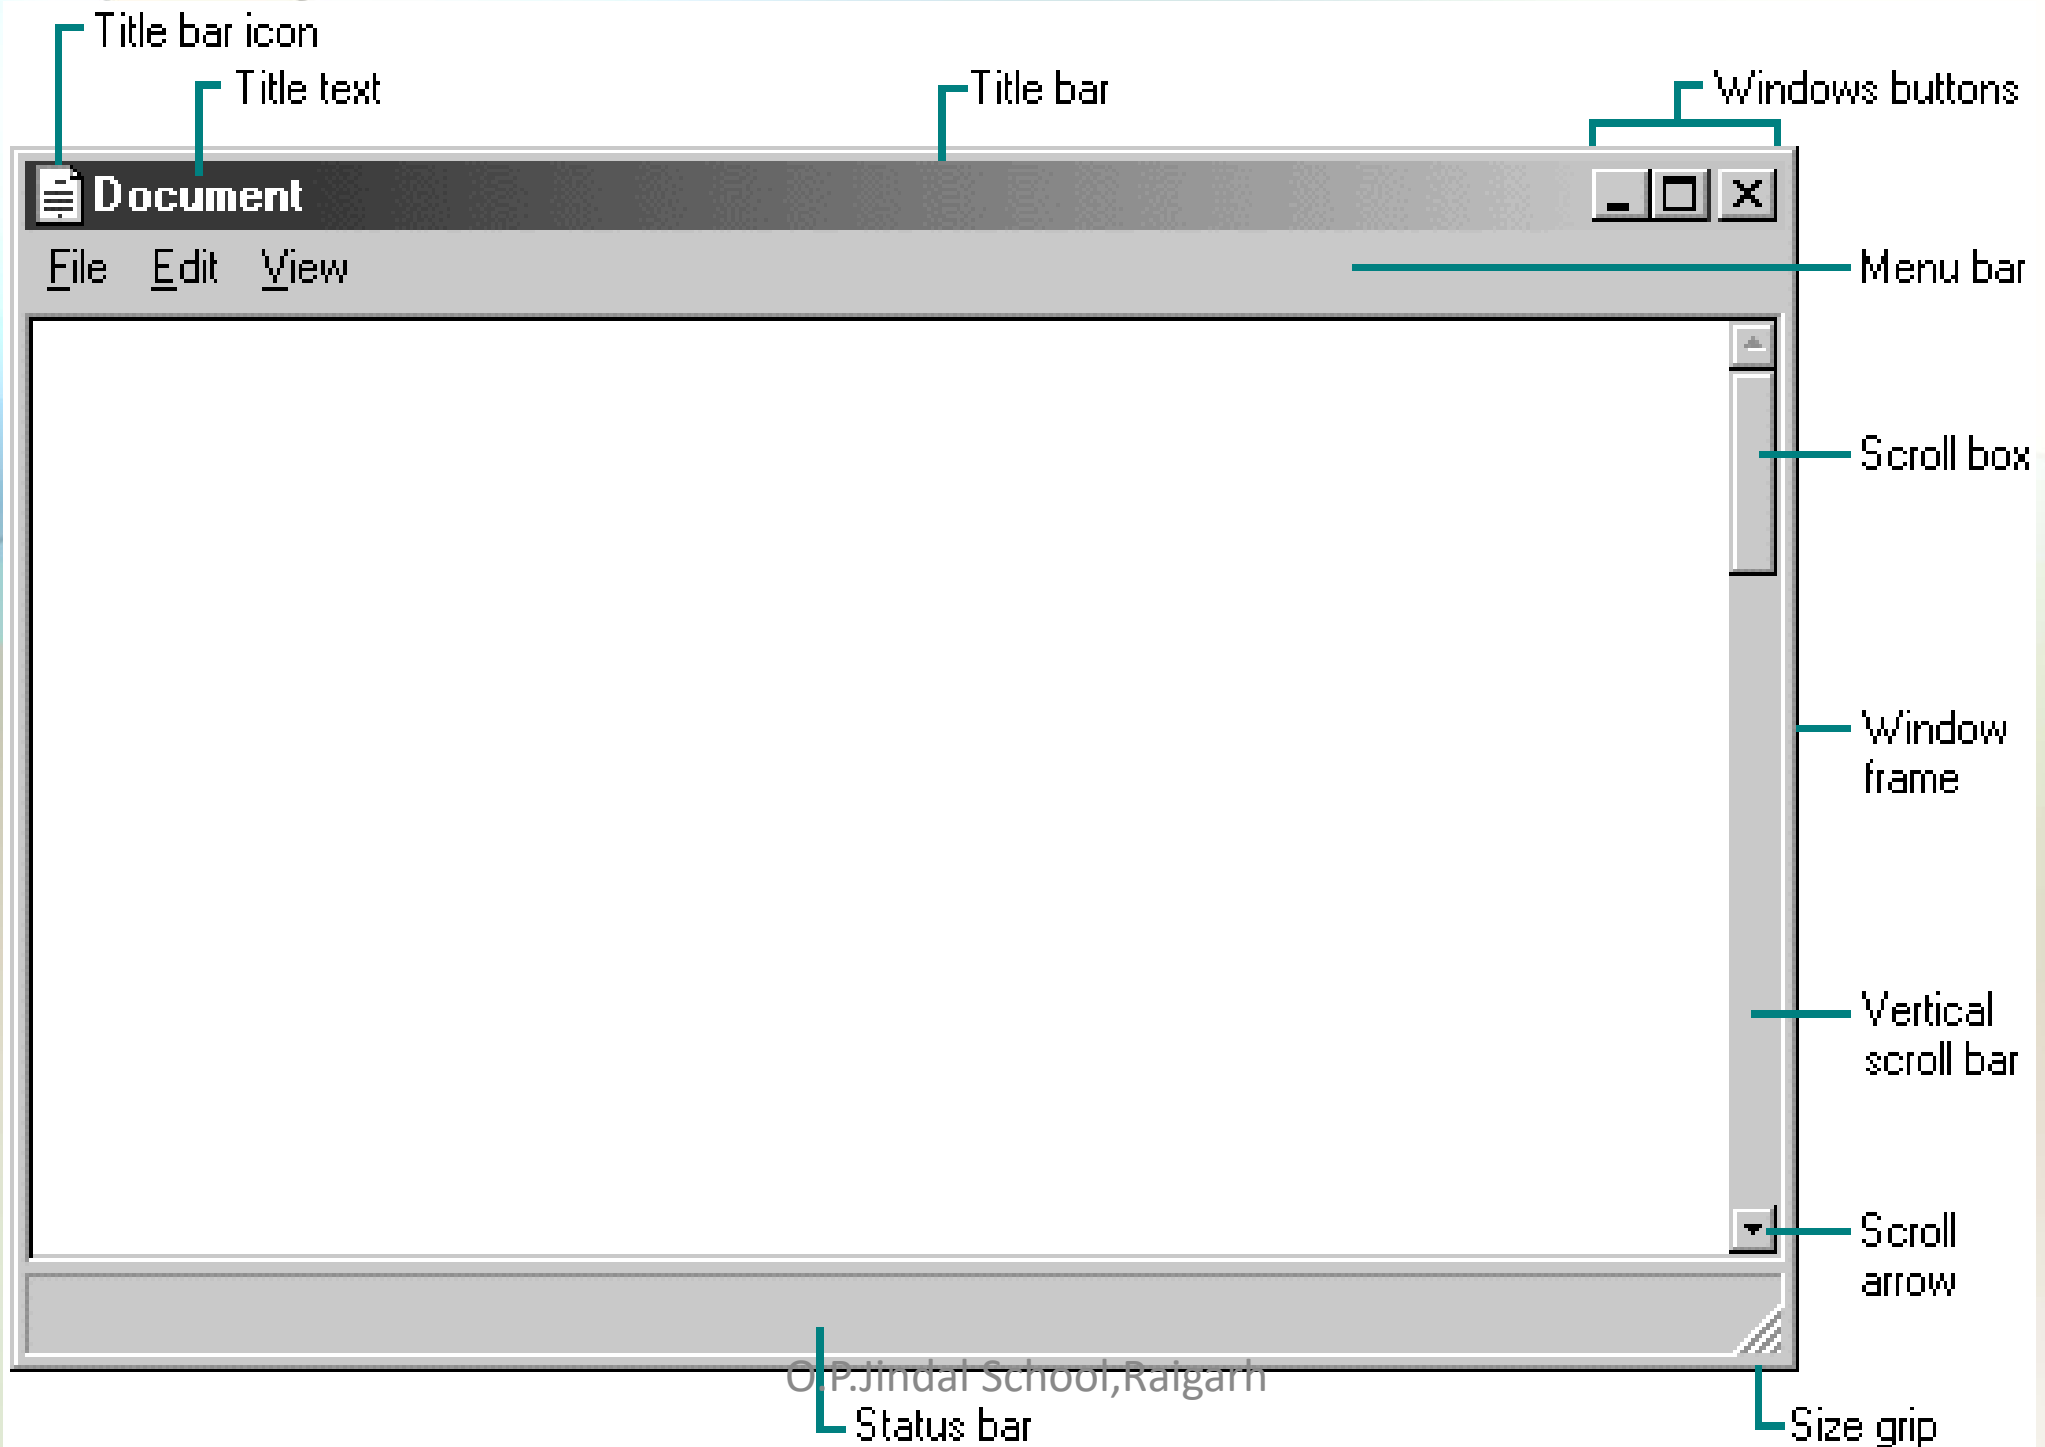 Title bar icon
Title text
Title bar
Windows buttons
Document
File Edit View
Menu bar
Scroll box
Window
frame
Vertical
scroll bar
Scroll
arrow
O.P.Jindal School,Raigarh
Status bar
Size grip